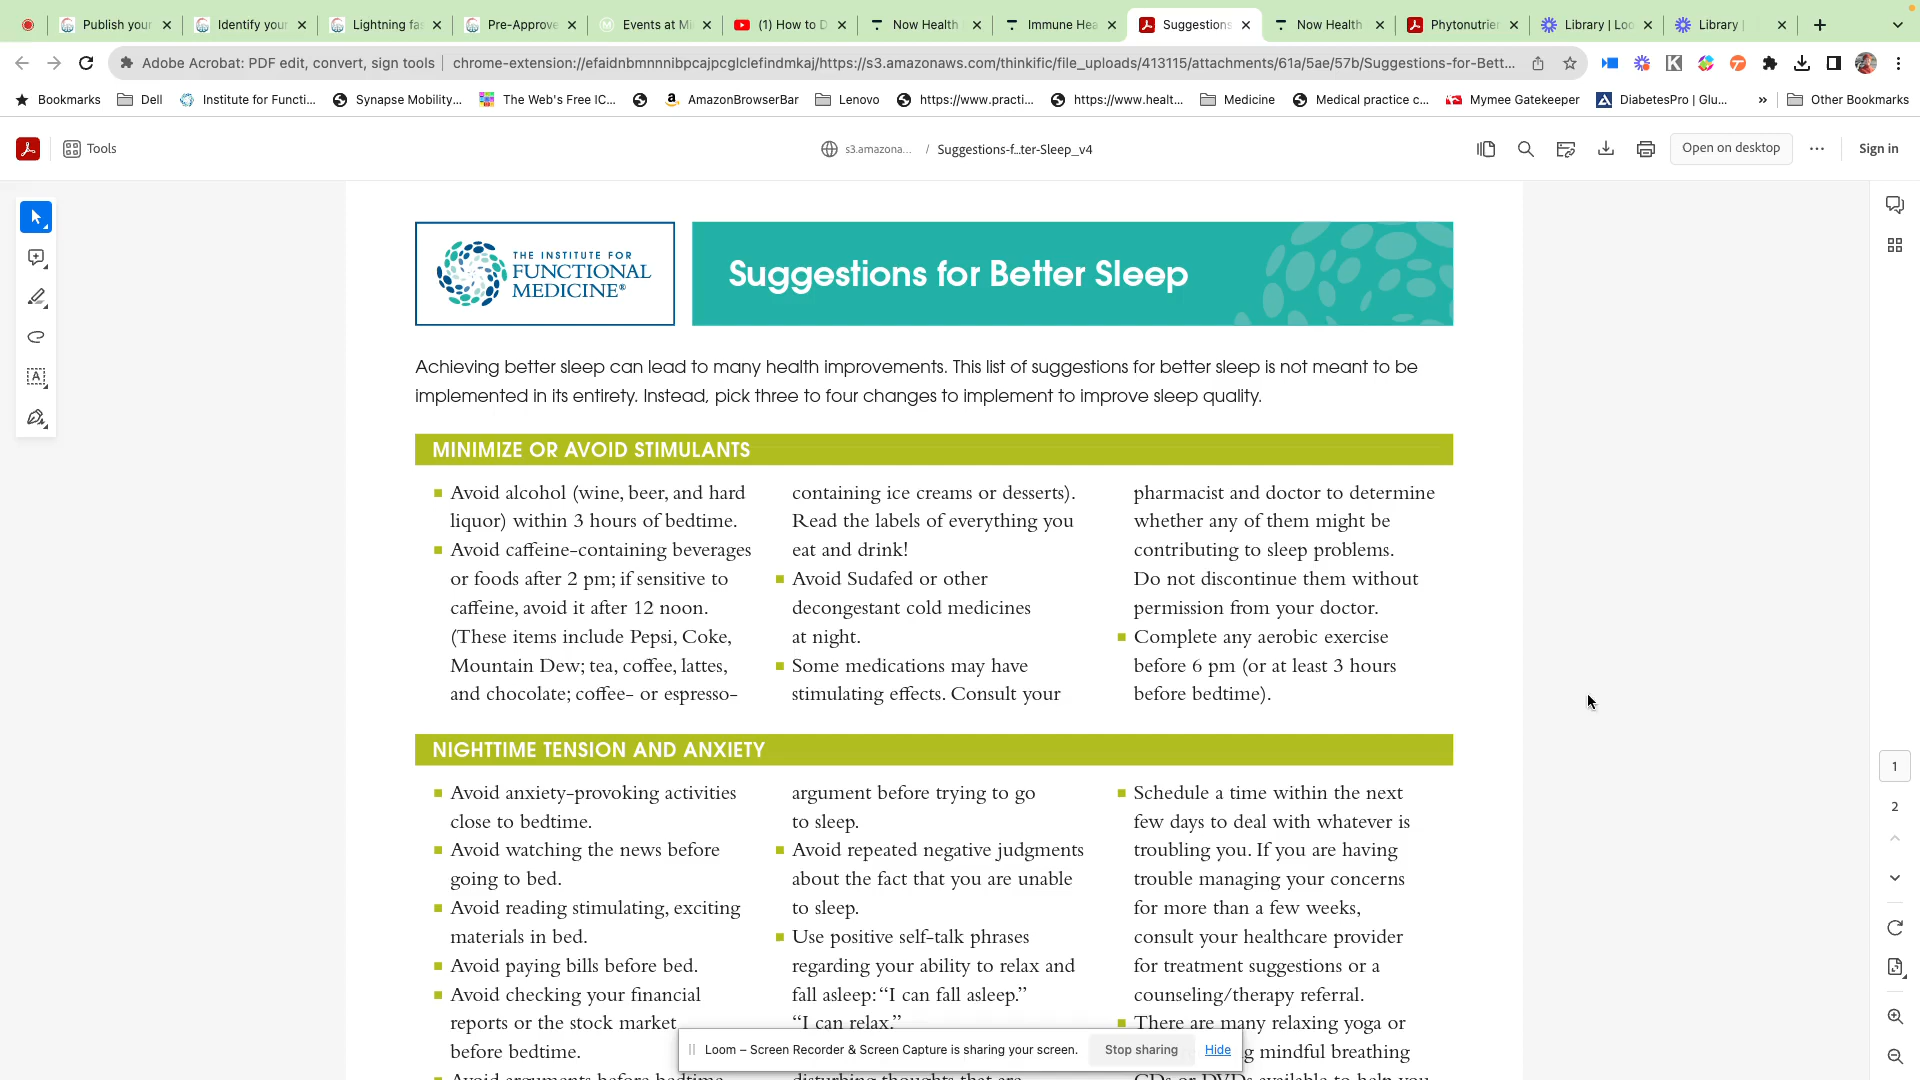 Publish your
Identify your
Lightning fa
Pre-Approve
Events at Mi
(1) How to D
Now Health
Immune Hea
Suggestions
Now Health
Phytonutrie
Library | Loo
Library |
Adobe Acrobat: PDF edit, convert, sign tools
chrome-extension://efaidnbmnnnibpcajpcglclefindmkaj/https://s3.amazonaws.com/thinkific/file_uploads/413115/attachments/61a/5ae/57b/Suggestions-for-Bett...
Bookmarks
Dell
Institute for Functi...
Synapse Mobility...
The Web's Free IC...
AmazonBrowserBar
Lenovo
https://www.practi...
https://www.healt...
Medicine
Medical practice c...
Mymee Gatekeeper
DiabetesPro | Glu...
»
Other Bookmarks
Tools
s3.amazona... / Suggestions-f...ter-Sleep_v4
Open on desktop
Sign in
THE INSTITUTE FOR
FUNCTIONAL
MEDICINE®
Suggestions for Better Sleep
Achieving better sleep can lead to many health improvements. This list of suggestions for better sleep is not meant to be
implemented in its entirety. Instead, pick three to four changes to implement to improve sleep quality.
MINIMIZE OR AVOID STIMULANTS
Avoid alcohol (wine, beer, and hard
liquor) within 3 hours of bedtime.
Avoid caffeine-containing beverages
or foods after 2 pm; if sensitive to
caffeine, avoid it after 12 noon.
(These items include Pepsi, Coke,
Mountain Dew; tea, coffee, lattes,
and chocolate; coffee- or espresso-
containing ice creams or desserts).
Read the labels of everything you
eat and drink!
Avoid Sudafed or other
decongestant cold medicines
at night.
Some medications may have
stimulating effects. Consult your
pharmacist and doctor to determine
whether any of them might be
contributing to sleep problems.
Do not discontinue them without
permission from your doctor.
Complete any aerobic exercise
before 6 pm (or at least 3 hours
before bedtime).
NIGHTTIME TENSION AND ANXIETY
Avoid anxiety-provoking activities
close to bedtime.
Avoid watching the news before
going to bed.
Avoid reading stimulating, exciting
materials in bed.
Avoid paying bills before bed.
Avoid checking your financial
reports or the stock market
before bedtime.
Avoid arguments before bedtime
argument before trying to go
to sleep.
Avoid repeated negative judgments
about the fact that you are unable
to sleep.
Use positive self-talk phrases
regarding your ability to relax and
fall asleep: “I can fall asleep.”
“I can relax.”
disturbing thoughts that are
Schedule a time within the next
few days to deal with whatever is
troubling you. If you are having
trouble managing your concerns
for more than a few weeks,
consult your healthcare provider
for treatment suggestions or a
counseling/therapy referral.
There are many relaxing yoga or
g mindful breathing
CDs or DVDs available to help you
Loom – Screen Recorder & Screen Capture is sharing your screen.
Stop sharing
Hide
1
2